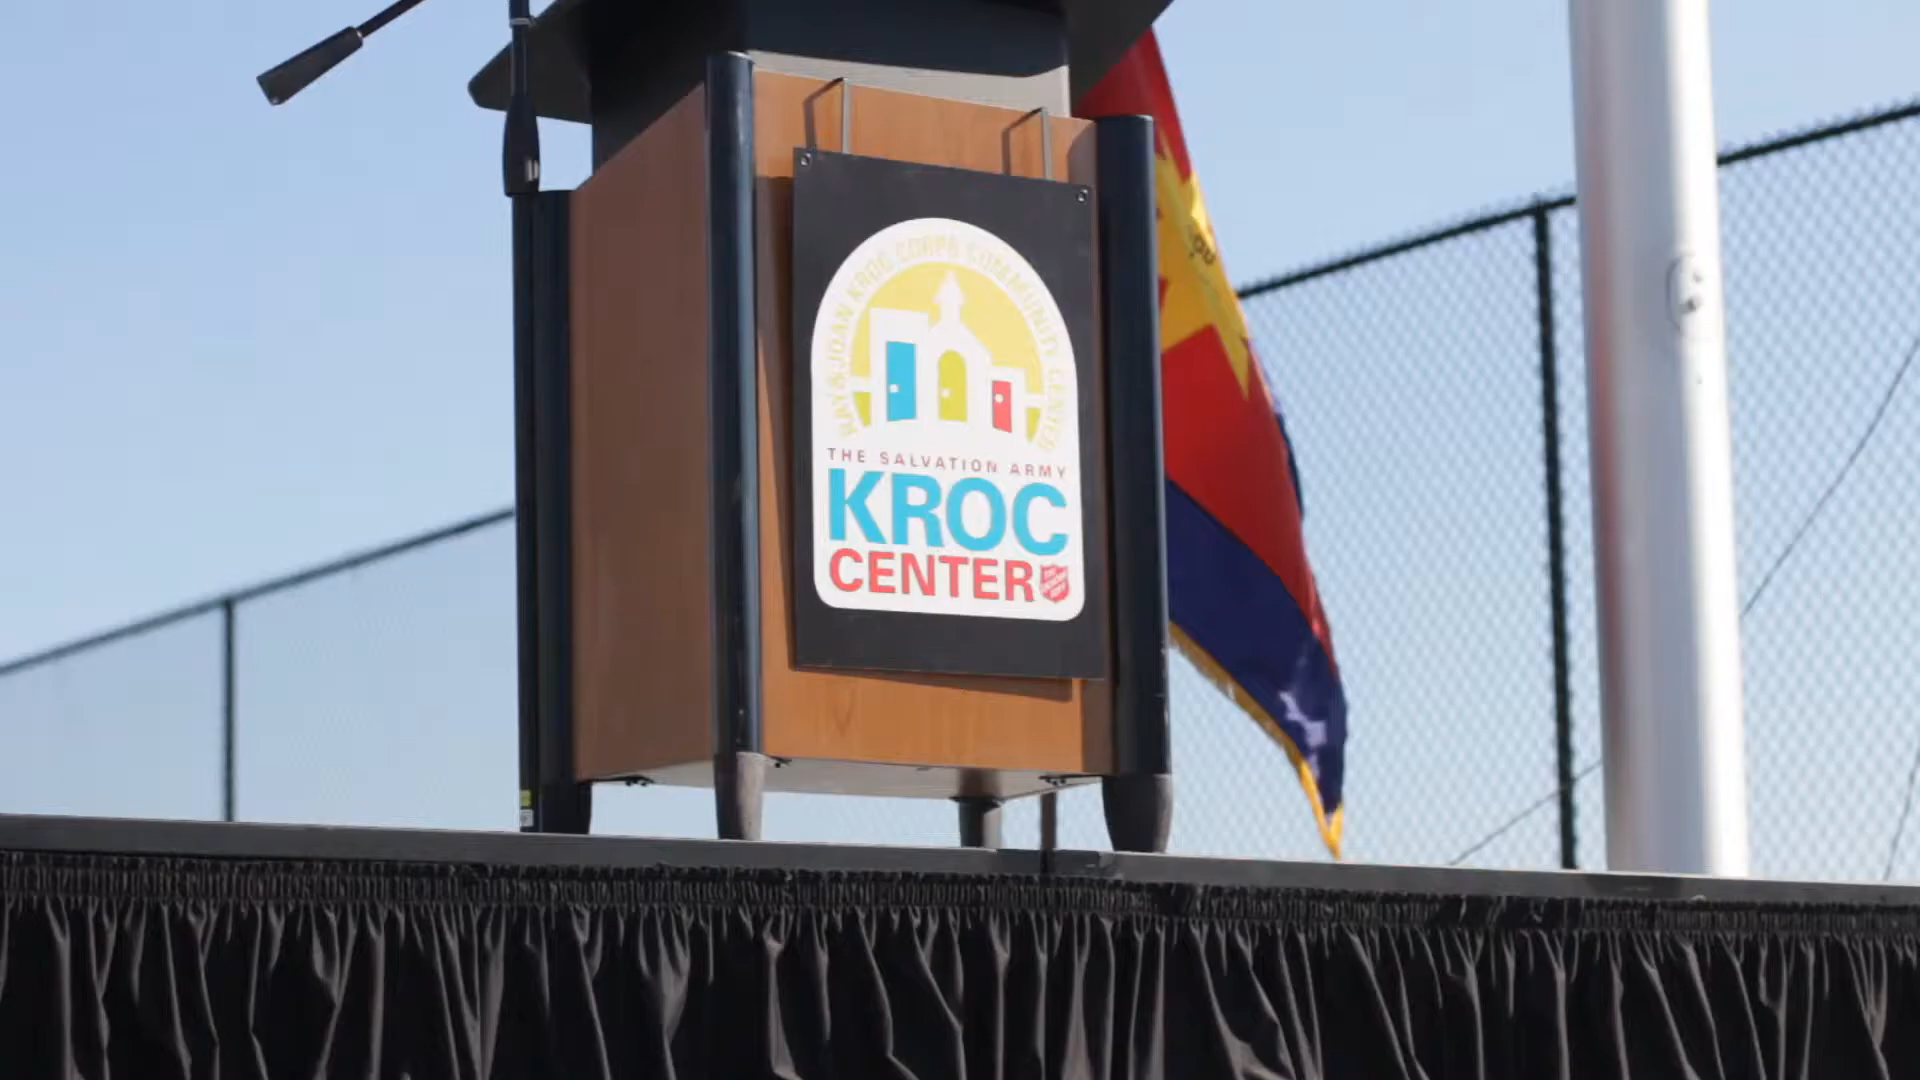 RAY & JOAN KROC CORPS COMMUNITY CENTER
THE SALVATION ARMY
KROC
CENTER